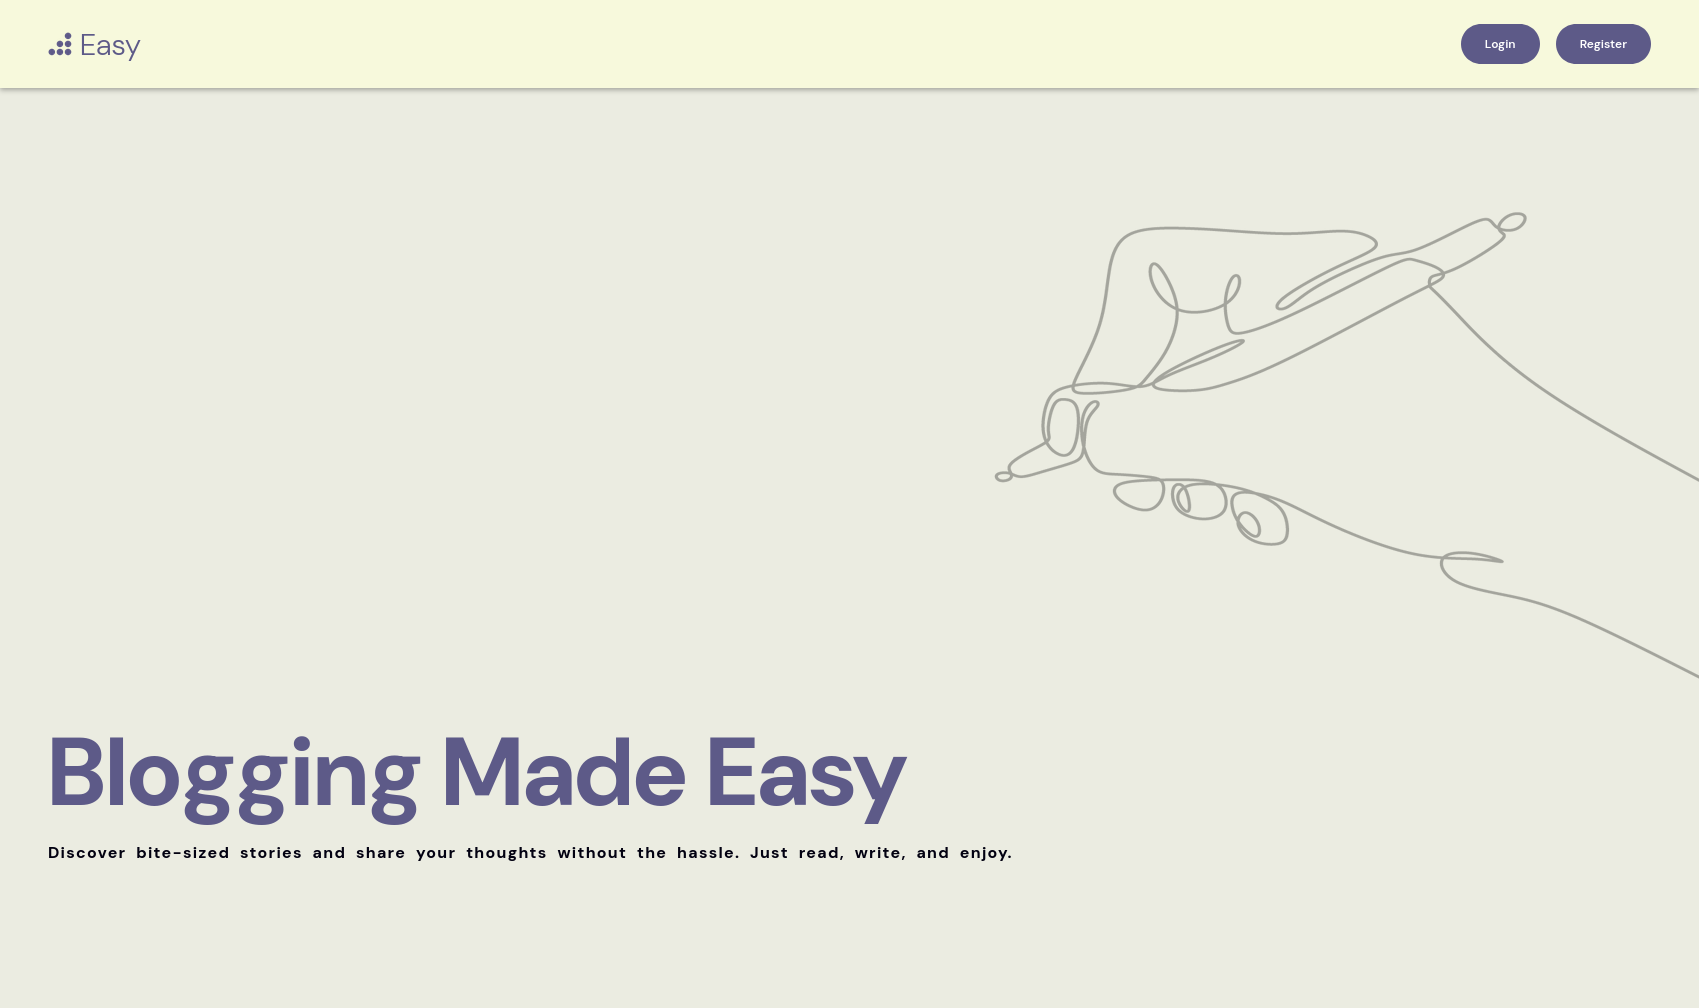 Easy
Login
Register
Blogging Made Easy
Discover bite-sized stories and share your thoughts without the hassle. Just read, write, and enjoy.